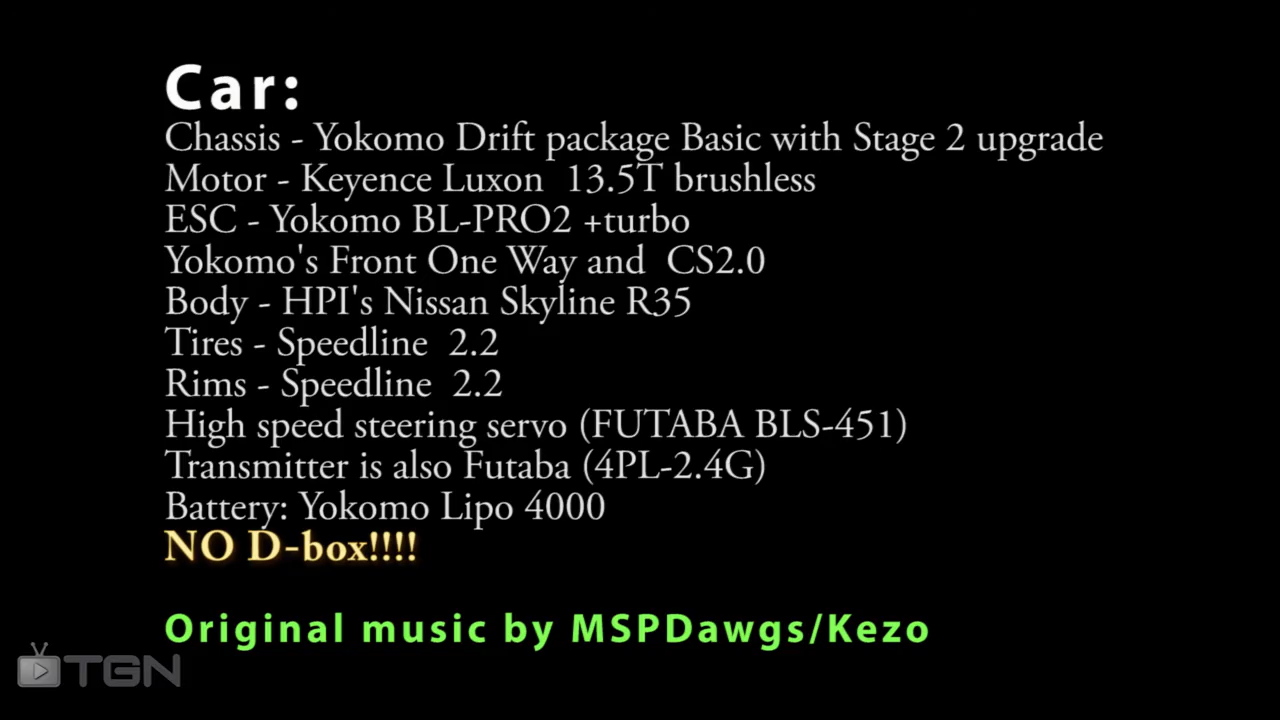 Car:
Chassis - Yokomo Drift package Basic with Stage 2 upgrade
Motor - Keyence Luxon 13.5T brushless
ESC - Yokomo BL-PRO2 +turbo
Yokomo's Front One Way and CS2.0
Body - HPI's Nissan Skyline R35
Tires - Speedline 2.2
Rims - Speedline 2.2
High speed steering servo (FUTABA BLS-451)
Transmitter is also Futaba (4PL-2.4G)
Battery: Yokomo Lipo 4000
NO D-box!!!!
Original music by MSPDawgs/Kezo
TGN